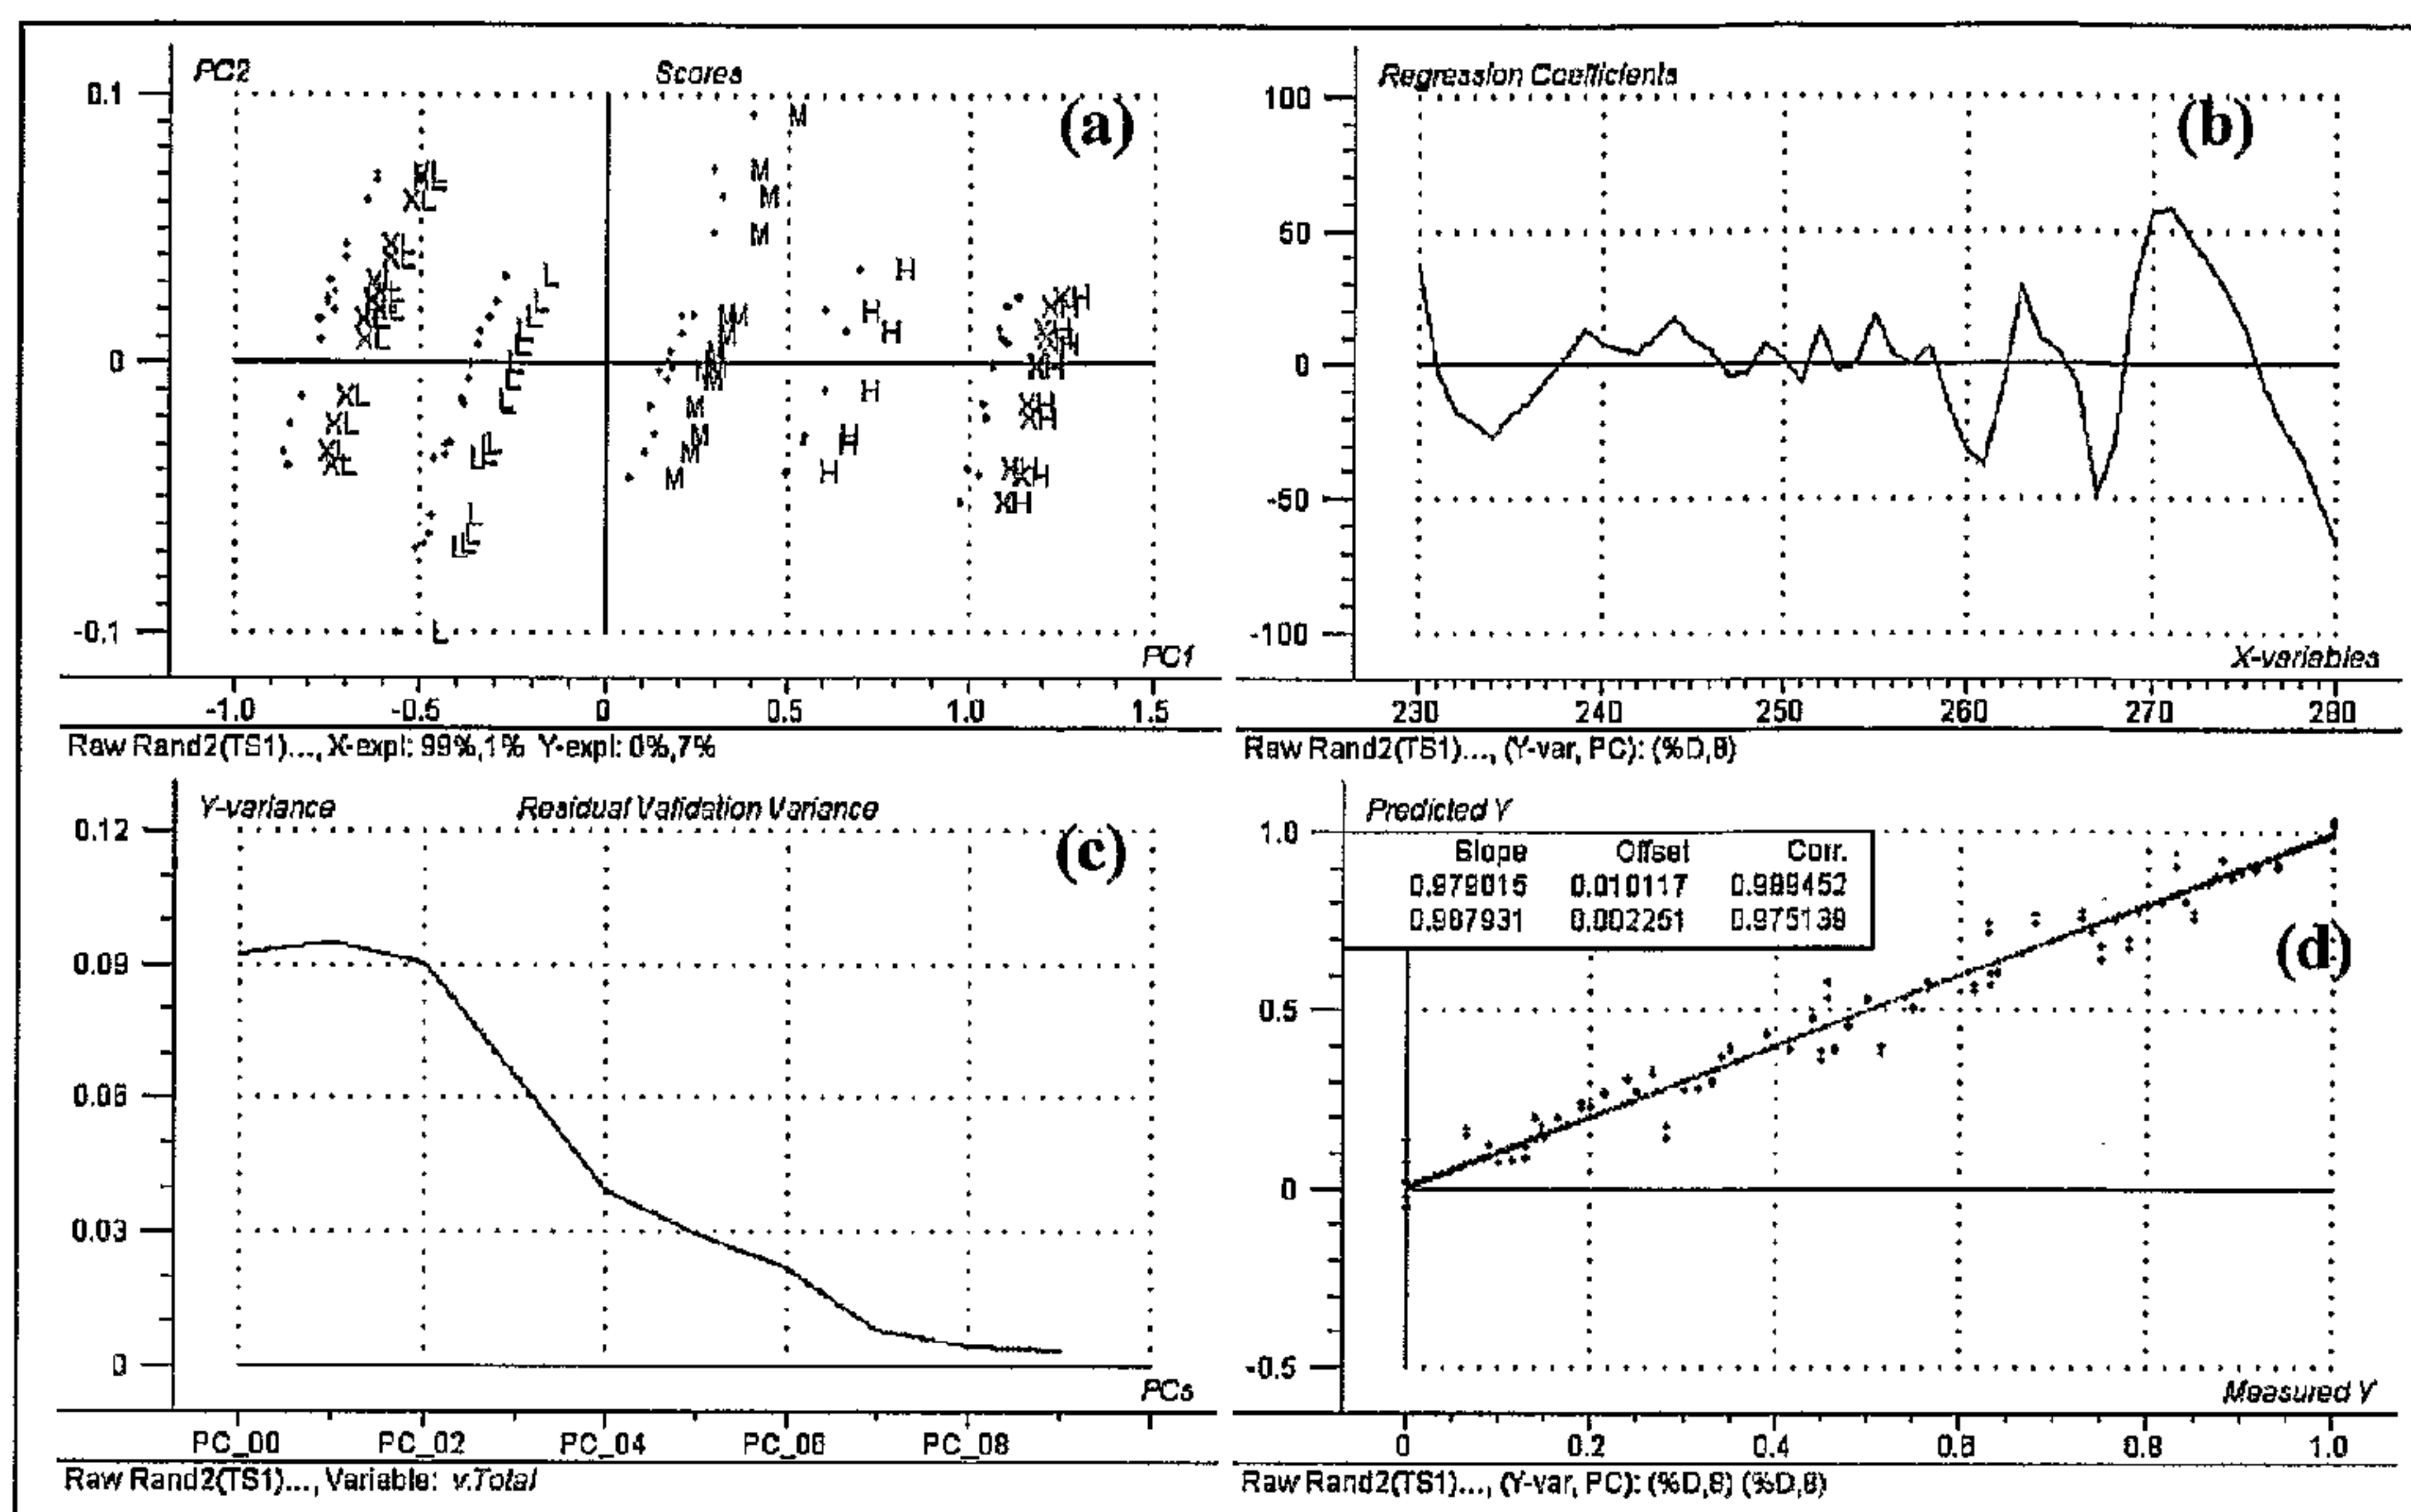 PC2
Scores
(a)
0.1
0
-0.1
M
M
M
M
XL
XL
L
H
H
H
H
H
H
XH
XH
XL
XL
L
M
M
M
M
XH
XH
XH
L
L
PC1
-1.0 -0.5 0 0.5 1.0 1.5
Raw Rand2(TS1)..., X-expl: 99%,1% Y-expl: 0%,7%
Regression Coefficients
(b)
100
50
0
-50
-100
X-variables
230 240 250 260 270 280
Raw Rand2(TS1)..., (Y-var, PC): (%D,8)
Y-variance
Residual Validation Variance
(c)
0.12
0.09
0.06
0.03
0
PCs
PC_00 PC_02 PC_04 PC_06 PC_08
Raw Rand2(TS1)..., Variable: v.Total
Predicted Y
1.0
Slope Offset Corr.
0.979015 0.010117 0.989452
0.987931 0.002251 0.975139
(d)
0.5
0
-0.5
Measured Y
0 0.2 0.4 0.6 0.8 1.0
Raw Rand2(TS1)..., (Y-var, PC): (%D,8) (%D,8)